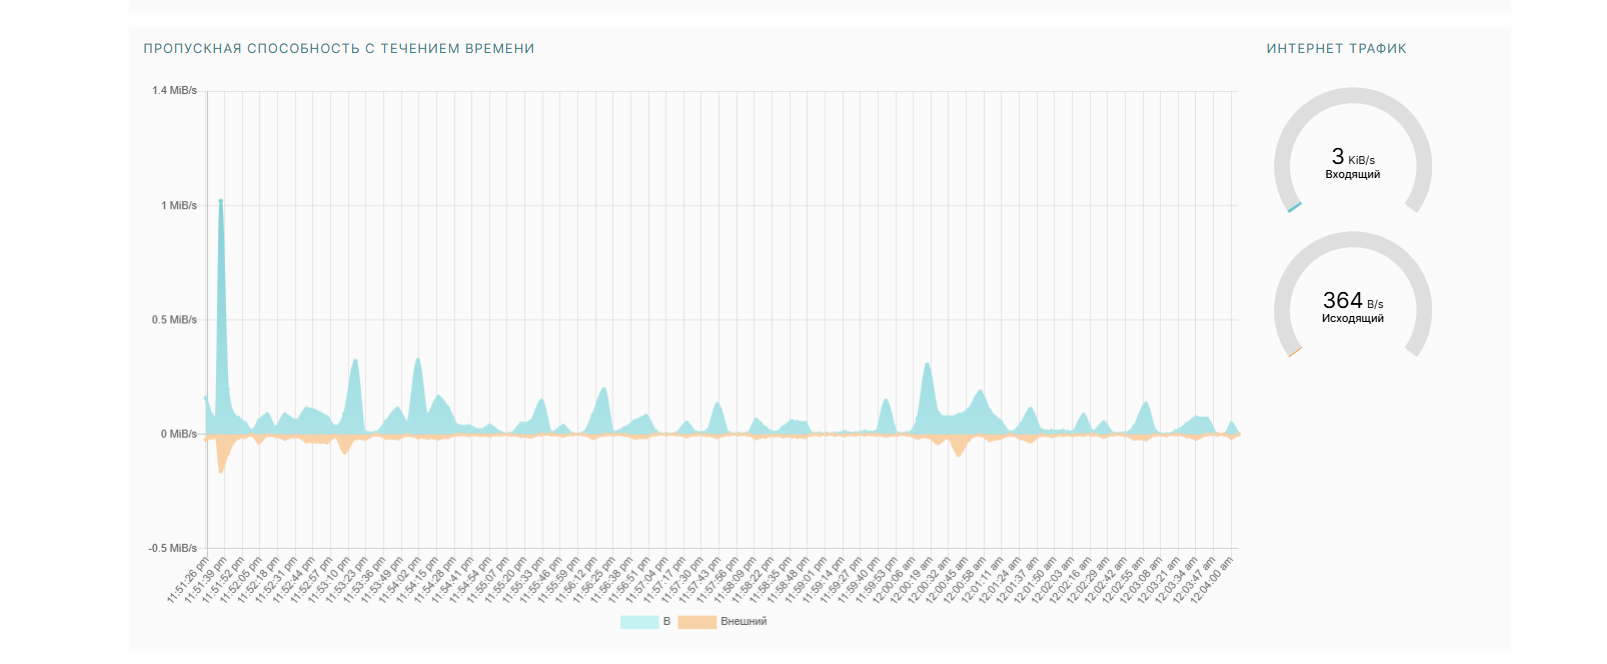 ПРОПУСКНАЯ СПОСОБНОСТЬ С ТЕЧЕНИЕМ ВРЕМЕНИ
ИНТЕРНЕТ ТРАФИК
1.4 MiB/s
1 MiB/s
0.5 MiB/s
0 MiB/s
-0.5 MiB/s
11:51:26 pm
11:51:39 pm
11:51:52 pm
11:52:05 pm
11:52:18 pm
11:52:31 pm
11:52:44 pm
11:52:57 pm
11:53:10 pm
11:53:23 pm
11:53:36 pm
11:53:49 pm
11:54:02 pm
11:54:15 pm
11:54:28 pm
11:54:41 pm
11:54:54 pm
11:55:07 pm
11:55:20 pm
11:55:33 pm
11:55:46 pm
11:55:59 pm
11:56:12 pm
11:56:25 pm
11:56:38 pm
11:56:51 pm
11:57:04 pm
11:57:17 pm
11:57:30 pm
11:57:43 pm
11:57:56 pm
11:58:09 pm
11:58:22 pm
11:58:35 pm
11:58:48 pm
11:59:01 pm
11:59:14 pm
11:59:27 pm
11:59:40 pm
11:59:53 pm
12:00:06 am
12:00:19 am
12:00:32 am
12:00:45 am
12:00:58 am
12:01:11 am
12:01:24 am
12:01:37 am
12:01:50 am
12:02:03 am
12:02:16 am
12:02:29 am
12:02:42 am
12:02:55 am
12:03:08 am
12:03:21 am
12:03:34 am
12:03:47 am
12:04:00 am
В
Внешний
3 KiB/s
Входящий
364 B/s
Исходящий